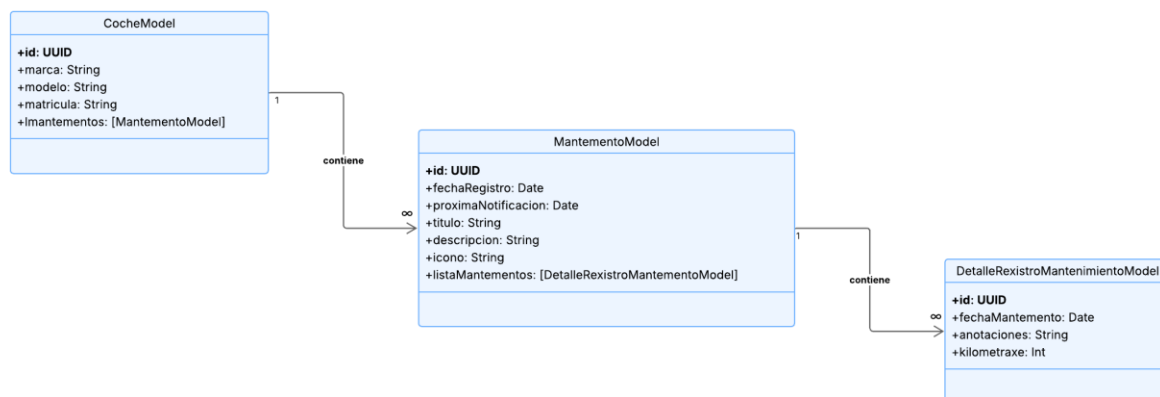 CocheModel
+id: UUID
+marca: String
+modelo: String
+matricula: String
+lmantementos: [MantementoModel]
1
contiene
∞
MantementoModel
+id: UUID
+fechaRegistro: Date
+proximaNotificacion: Date
+titulo: String
+descripcion: String
+icono: String
+listaMantementos: [DetalleRexistroMantementoModel]
1
contiene
∞
DetalleRexistroMantenimientoModel
+id: UUID
+fechaMantemento: Date
+anotaciones: String
+kilometraxe: Int